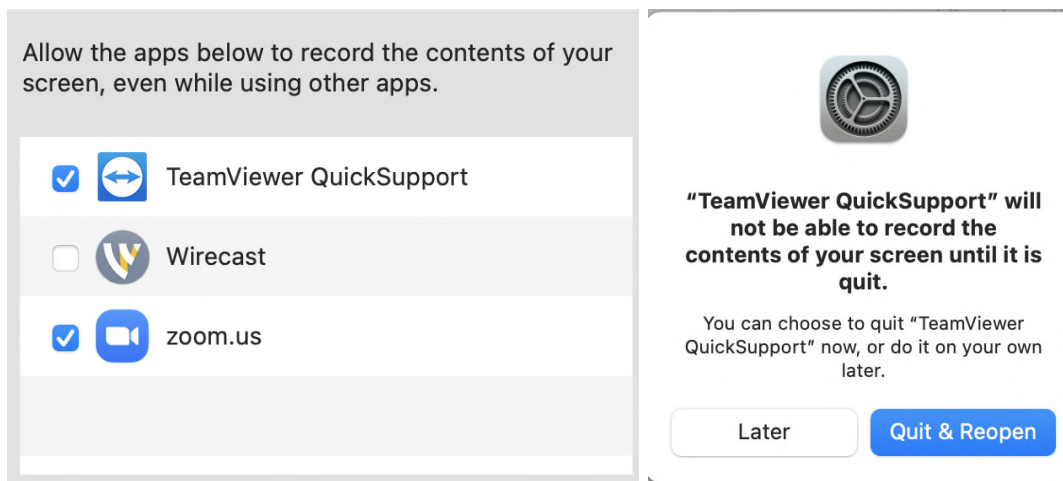 Allow the apps below to record the contents of your
screen, even while using other apps.
TeamViewer QuickSupport
Wirecast
zoom.us
“TeamViewer QuickSupport” will
not be able to record the
contents of your screen until it is
quit.
You can choose to quit “TeamViewer
QuickSupport” now, or do it on your own
later.
Later
Quit & Reopen